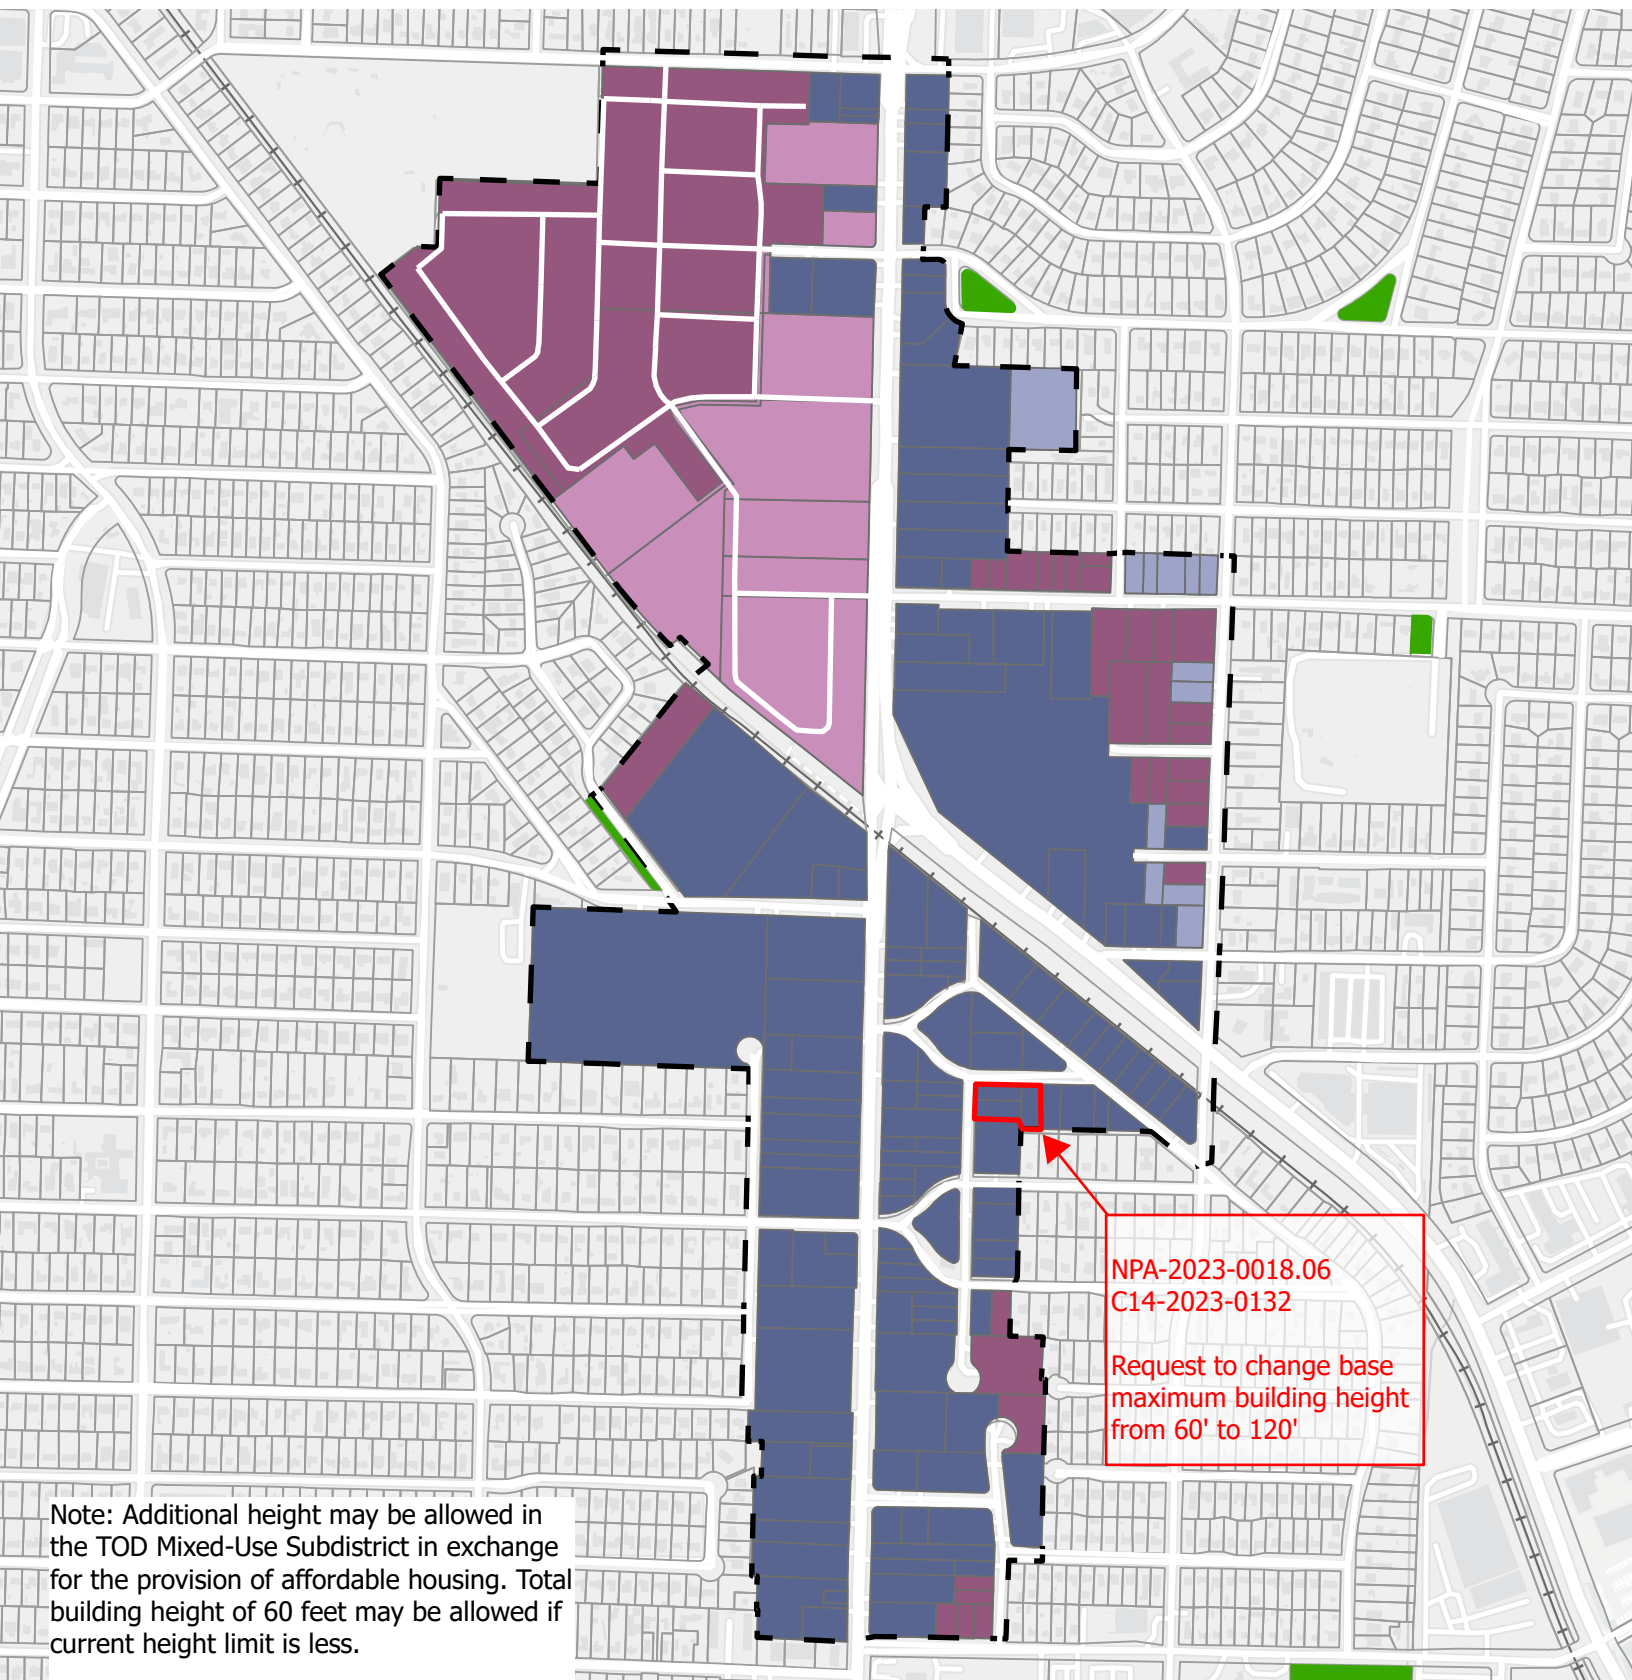 NPA-2023-0018.06
C14-2023-0132
Request to change base
maximum building height
from 60' to 120'
Note: Additional height may be allowed in
the TOD Mixed-Use Subdistrict in exchange
for the provision of affordable housing. Total
building height of 60 feet may be allowed if
current height limit is less.